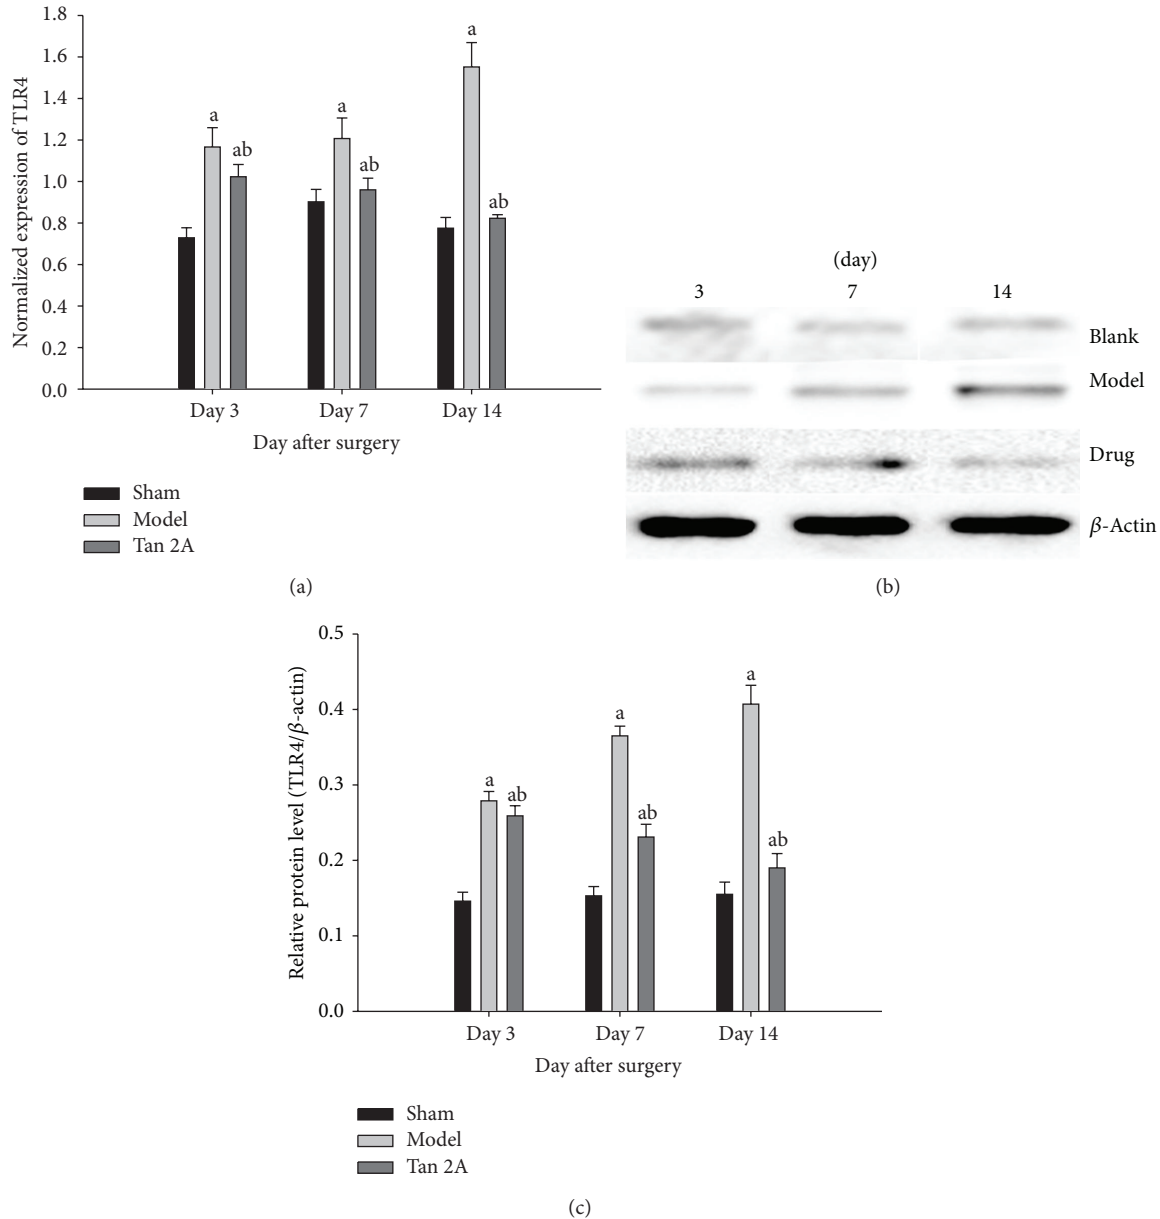 1.8
1.6
1.4
1.2
1.0
0.8
0.6
0.4
0.2
0.0
Normalized expression of TLR4
a
ab
a
ab
a
ab
Day 3 Day 7 Day 14
Day after surgery
Sham
Model
Tan 2A
(a)
(day)
3 7 14
Blank
Model
Drug
β-Actin
(b)
0.5
0.4
0.3
0.2
0.1
0.0
Relative protein level (TLR4/β-actin)
a
ab
a
ab
a
ab
Day 3 Day 7 Day 14
Day after surgery
Sham
Model
Tan 2A
(c)